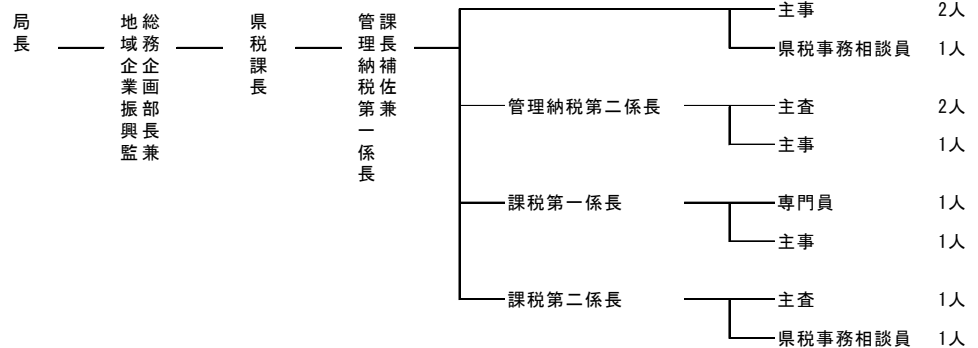 局長
総務企画部長兼
地域企業振興監
県税課長
課長補佐兼
管理納税第一係長
主事 2人
県税事務相談員 1人
管理納税第二係長
主査 2人
主事 1人
課税第一係長
専門員 1人
主事 1人
課税第二係長
主査 1人
県税事務相談員 1人